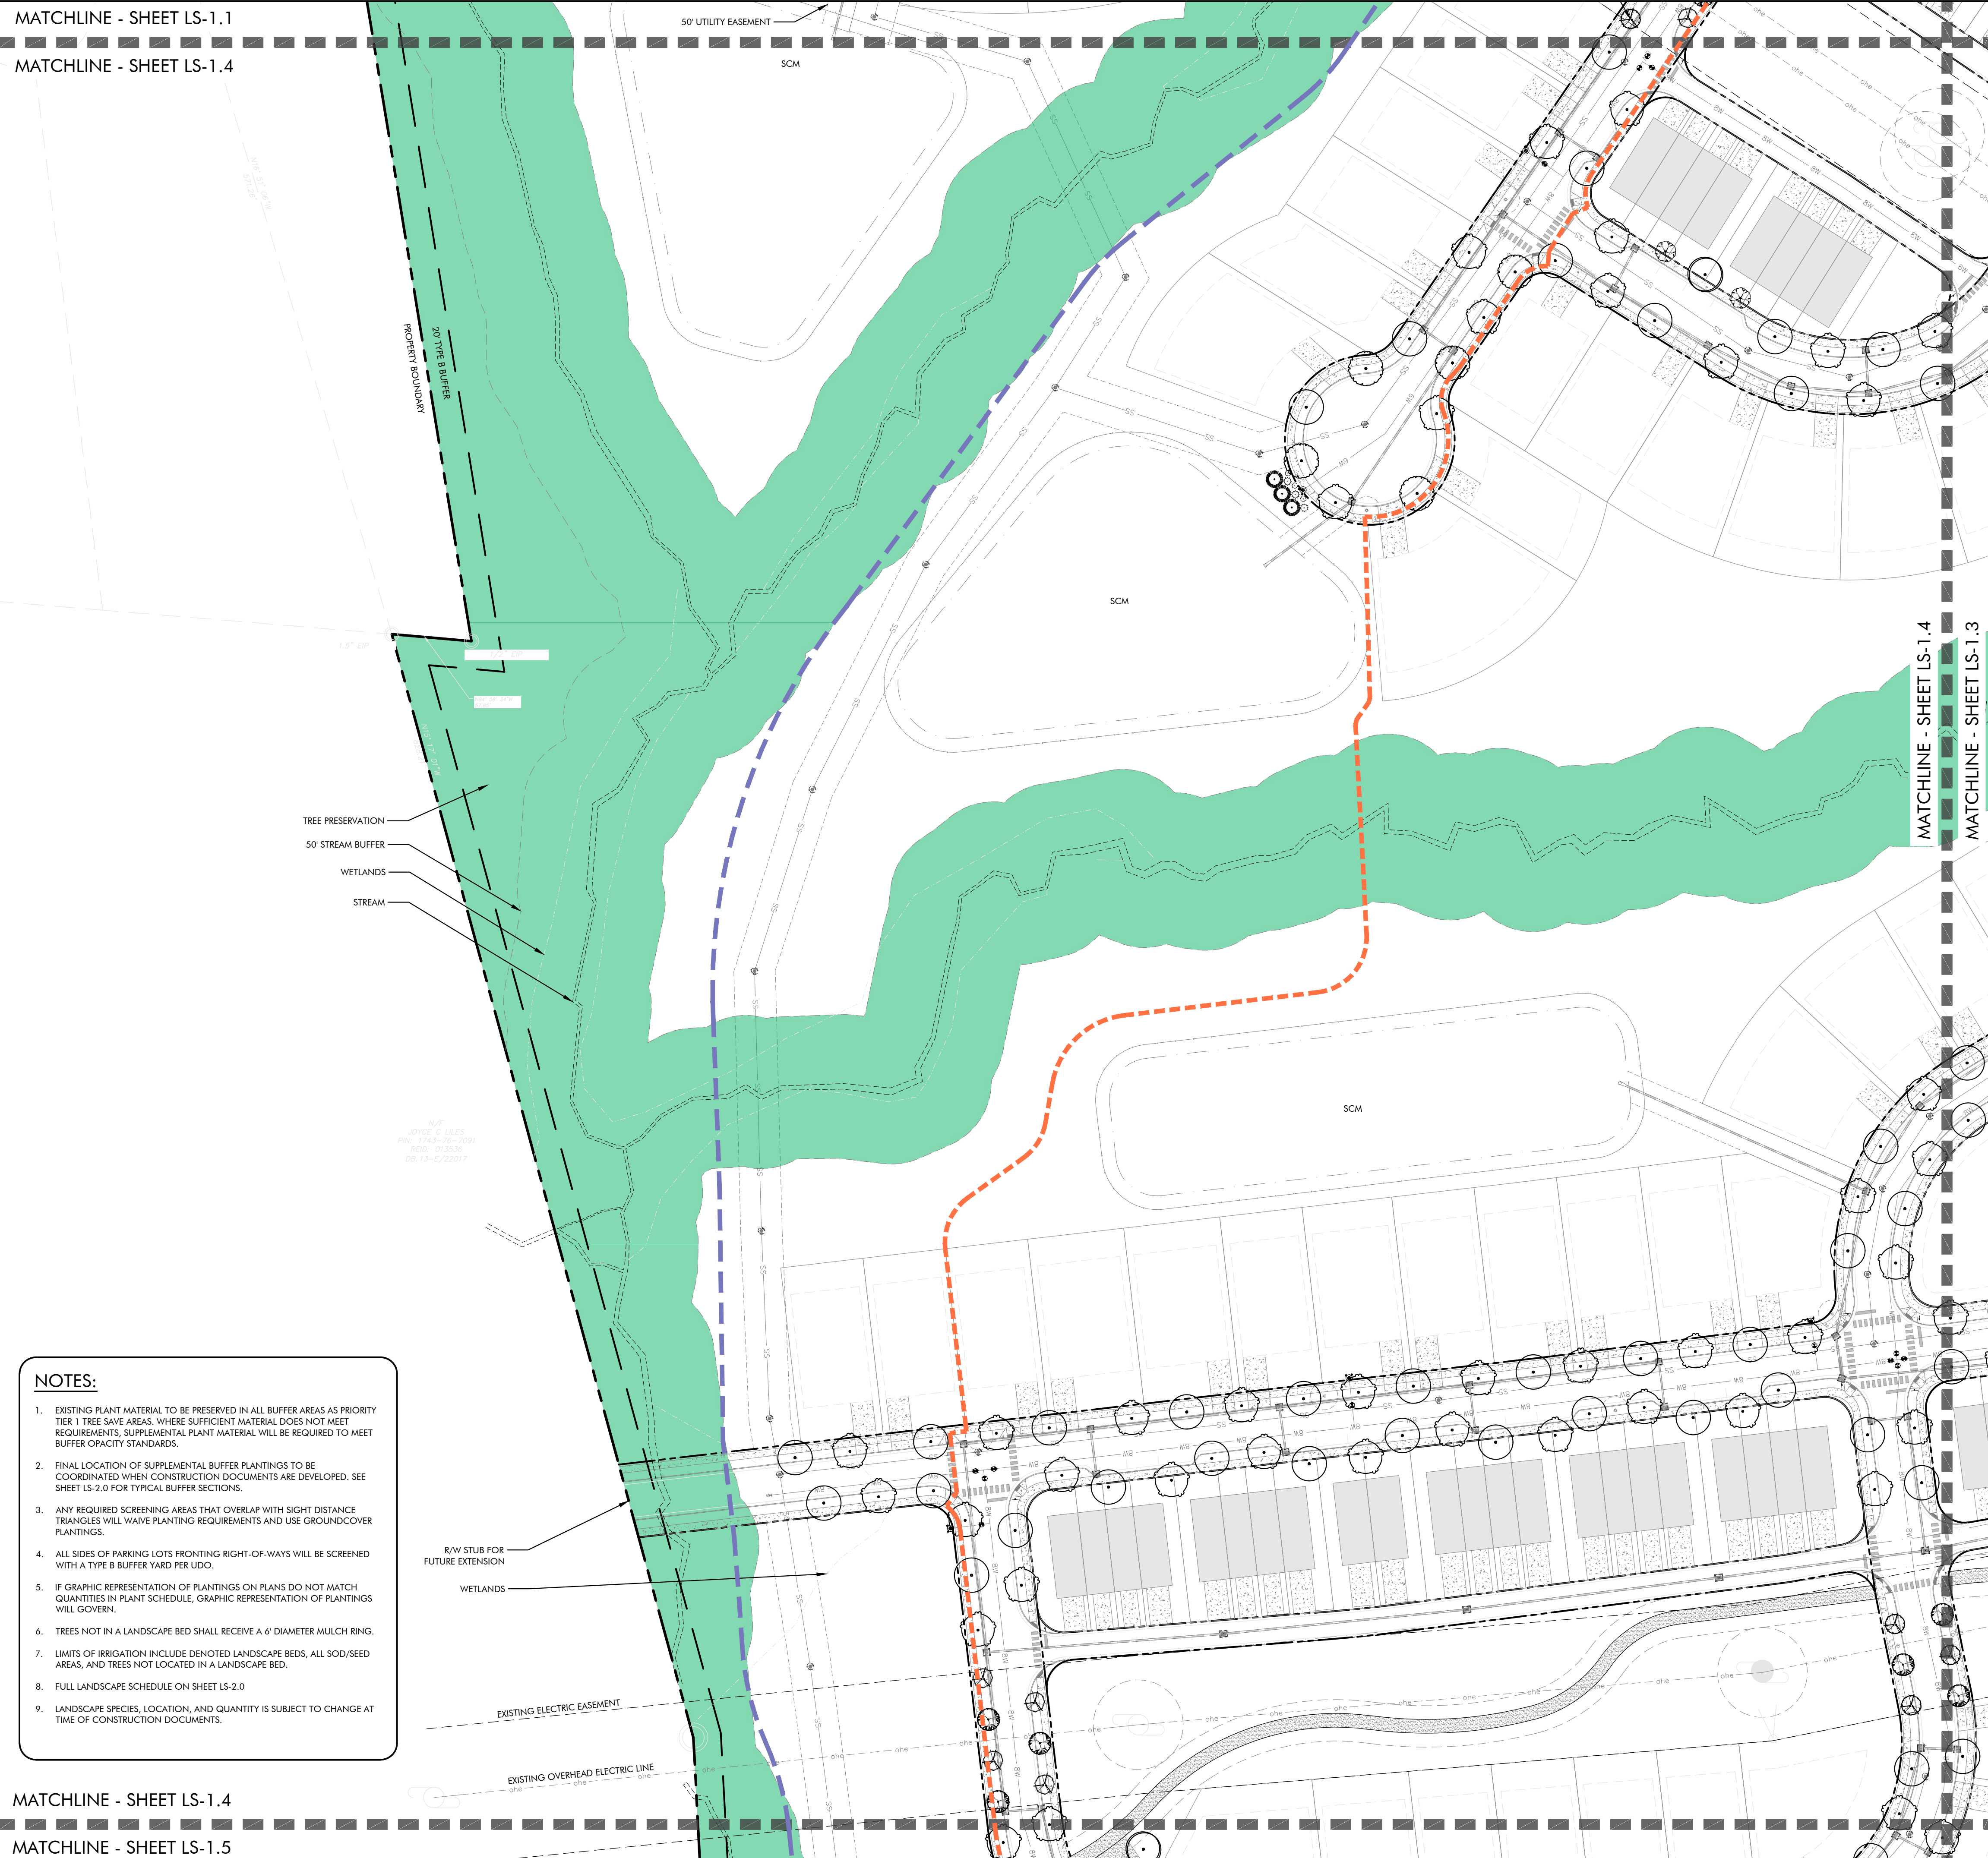 MATCHLINE - SHEET LS-1.1
MATCHLINE - SHEET LS-1.4
50' UTILITY EASEMENT
SCM
PROPERTY BOUNDARY
20' TYPE B BUFFER
SCM
MATCHLINE - SHEET LS-1.4
MATCHLINE - SHEET LS-1.3
TREE PRESERVATION
50' STREAM BUFFER
WETLANDS
STREAM
SCM
N/F
JOYCE C LILES
NOTES:
1. EXISTING PLANT MATERIAL TO BE PRESERVED IN ALL BUFFER AREAS AS PRIORITY
TIER 1 TREE SAVE AREAS. WHERE SUFFICIENT MATERIAL DOES NOT MEET
REQUIREMENTS, SUPPLEMENTAL PLANT MATERIAL WILL BE REQUIRED TO MEET
BUFFER OPACITY STANDARDS.
2. FINAL LOCATION OF SUPPLEMENTAL BUFFER PLANTINGS TO BE
COORDINATED WHEN CONSTRUCTION DOCUMENTS ARE DEVELOPED. SEE
SHEET LS-2.0 FOR TYPICAL BUFFER SECTIONS.
3. ANY REQUIRED SCREENING AREAS THAT OVERLAP WITH SIGHT DISTANCE
TRIANGLES WILL WAIVE PLANTING REQUIREMENTS AND USE GROUNDCOVER
PLANTINGS.
4. ALL SIDES OF PARKING LOTS FRONTING RIGHT-OF-WAYS WILL BE SCREENED
WITH A TYPE B BUFFER YARD PER UDO.
5. IF GRAPHIC REPRESENTATION OF PLANTINGS ON PLANS DO NOT MATCH
QUANTITIES IN PLANT SCHEDULE, GRAPHIC REPRESENTATION OF PLANTINGS
WILL GOVERN.
6. TREES NOT IN A LANDSCAPE BED SHALL RECEIVE A 6' DIAMETER MULCH RING.
7. LIMITS OF IRRIGATION INCLUDE DENOTED LANDSCAPE BEDS, ALL SOD/SEED
AREAS, AND TREES NOT LOCATED IN A LANDSCAPE BED.
8. FULL LANDSCAPE SCHEDULE ON SHEET LS-2.0
9. LANDSCAPE SPECIES, LOCATION, AND QUANTITY IS SUBJECT TO CHANGE AT
TIME OF CONSTRUCTION DOCUMENTS.
R/W STUB FOR
FUTURE EXTENSION
WETLANDS
EXISTING ELECTRIC EASEMENT
EXISTING OVERHEAD ELECTRIC LINE
MATCHLINE - SHEET LS-1.4
MATCHLINE - SHEET LS-1.5